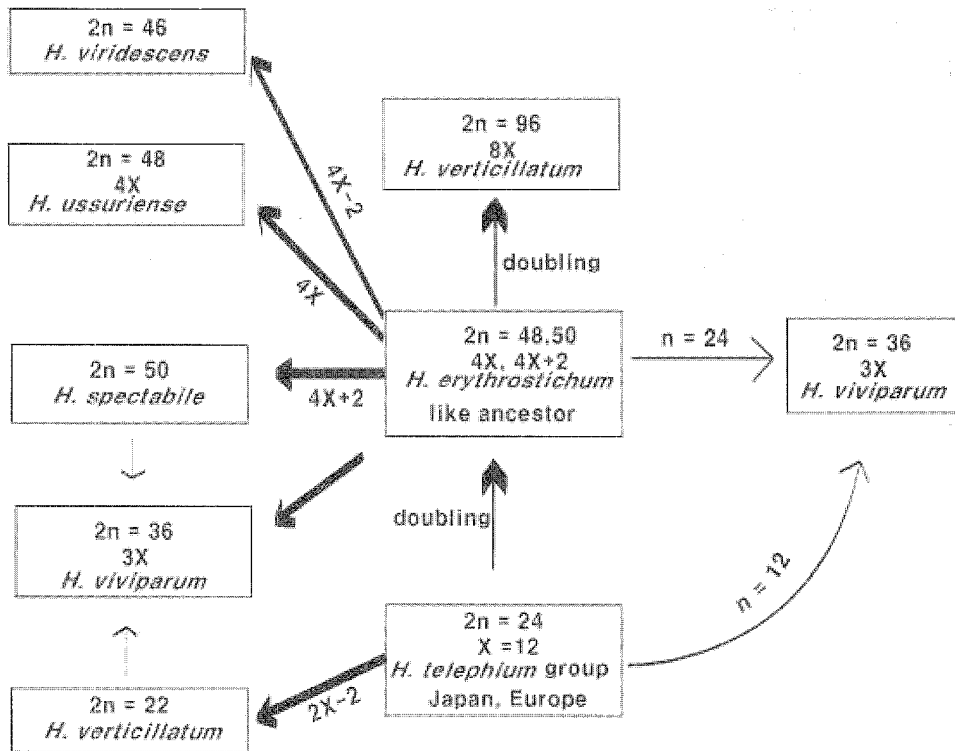 2n = 46
H. viridescens
2n = 48
4X
H. ussuriense
2n = 50
H. spectabile
2n = 36
3X
H. viviparum
2n = 22
H. verticillatum
4X-2
4X
4X+2
2X-2
2n = 96
8X
H. verticillatum
doubling
2n = 48,50
4X, 4X+2
H. erythrostichum
like ancestor
doubling
2n = 24
X =12
H. telephium group
Japan, Europe
n = 24
n = 12
2n = 36
3X
H. viviparum